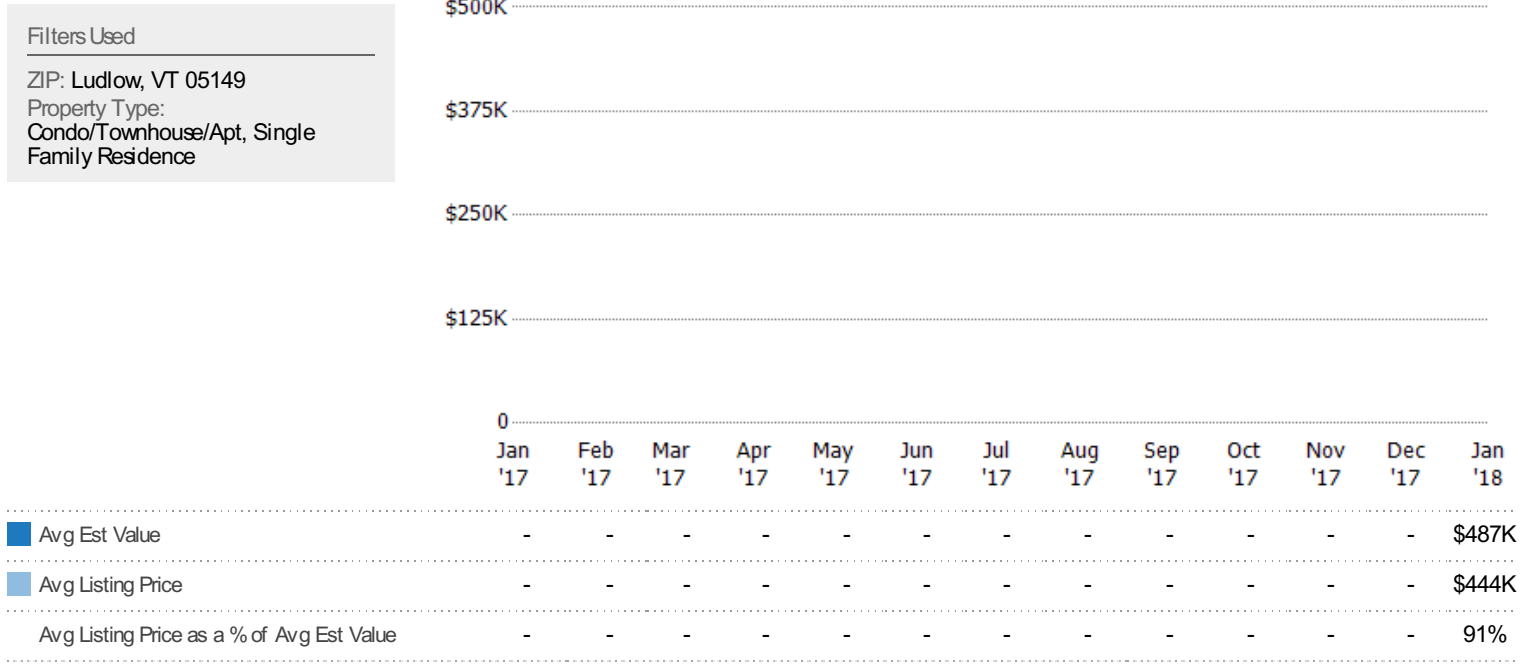 Filters Used
ZIP: Ludlow, VT 05149
Property Type:
Condo/Townhouse/Apt, Single
Family Residence
$500K
$375K
$250K
$125K
0
Jan Feb Mar Apr May Jun Jul Aug Sep Oct Nov Dec Jan
'17 '17 '17 '17 '17 '17 '17 '17 '17 '17 '17 '17 '18
Avg Est Value - - - - - - - - - - - - $487K
Avg Listing Price - - - - - - - - - - - - $444K
Avg Listing Price as a % of Avg Est Value - - - - - - - - - - - - 91%